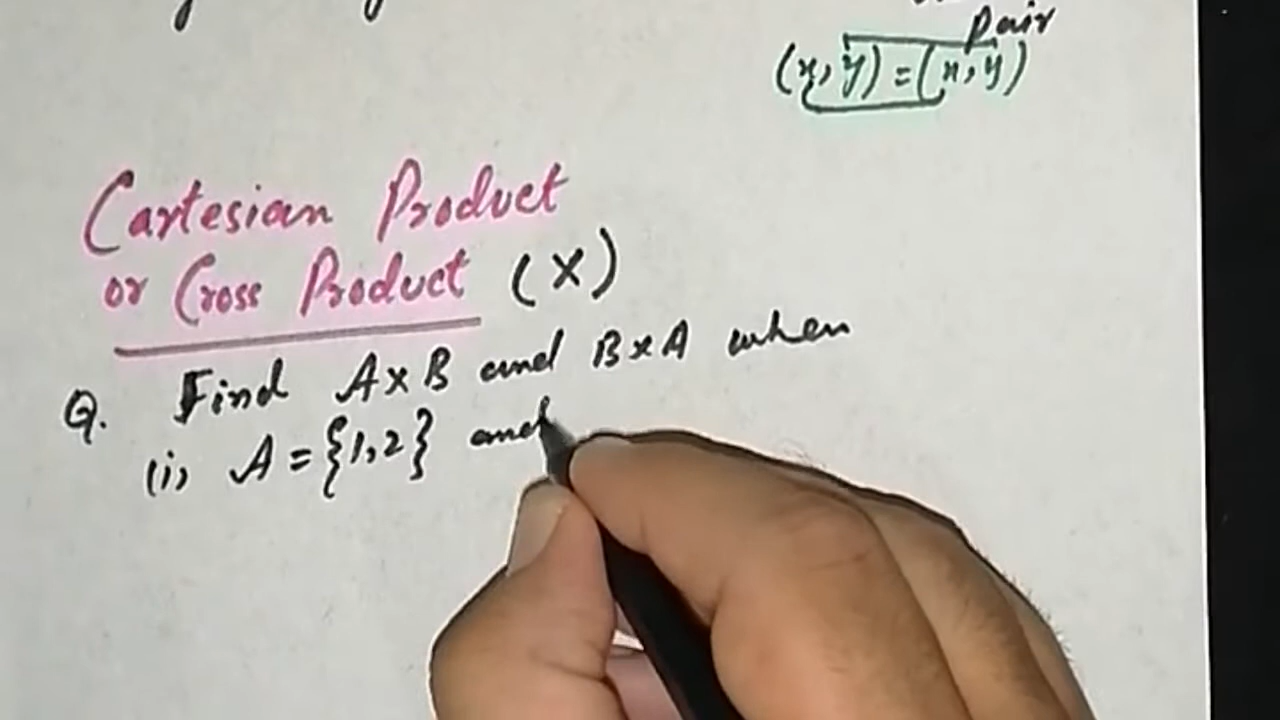 Pair
(x, y) = (x, y)
Cartesian Product
or Cross Product (X)
Q. Find A x B and B x A when
(i) A = {1, 2} and